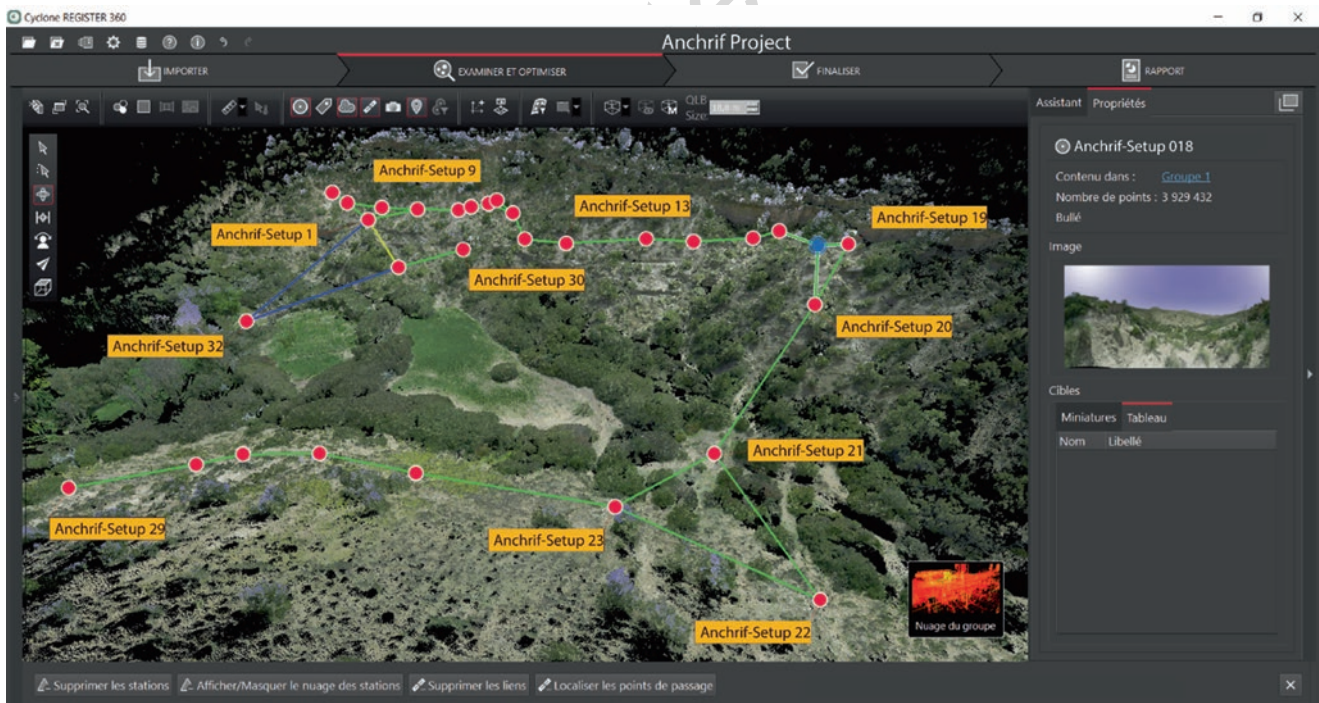 Cyclone REGISTER 360
Anchrif Project
IMPORTER
EXAMINER ET OPTIMISER
FINALISER
RAPPORT
QLB
Size:
Assistant Propriétés
Anchrif-Setup 018
Contenu dans : Groupe 1
Nombre de points : 3 929 432
Bullé
Image
Cibles
Miniatures Tableau
Nom Libellé
Anchrif-Setup 9
Anchrif-Setup 13
Anchrif-Setup 19
Anchrif-Setup 1
Anchrif-Setup 30
Anchrif-Setup 20
Anchrif-Setup 32
Anchrif-Setup 21
Anchrif-Setup 29
Anchrif-Setup 23
Anchrif-Setup 22
Nuage du groupe
Supprimer les stations Afficher/Masquer le nuage des stations Supprimer les liens Localiser les points de passage